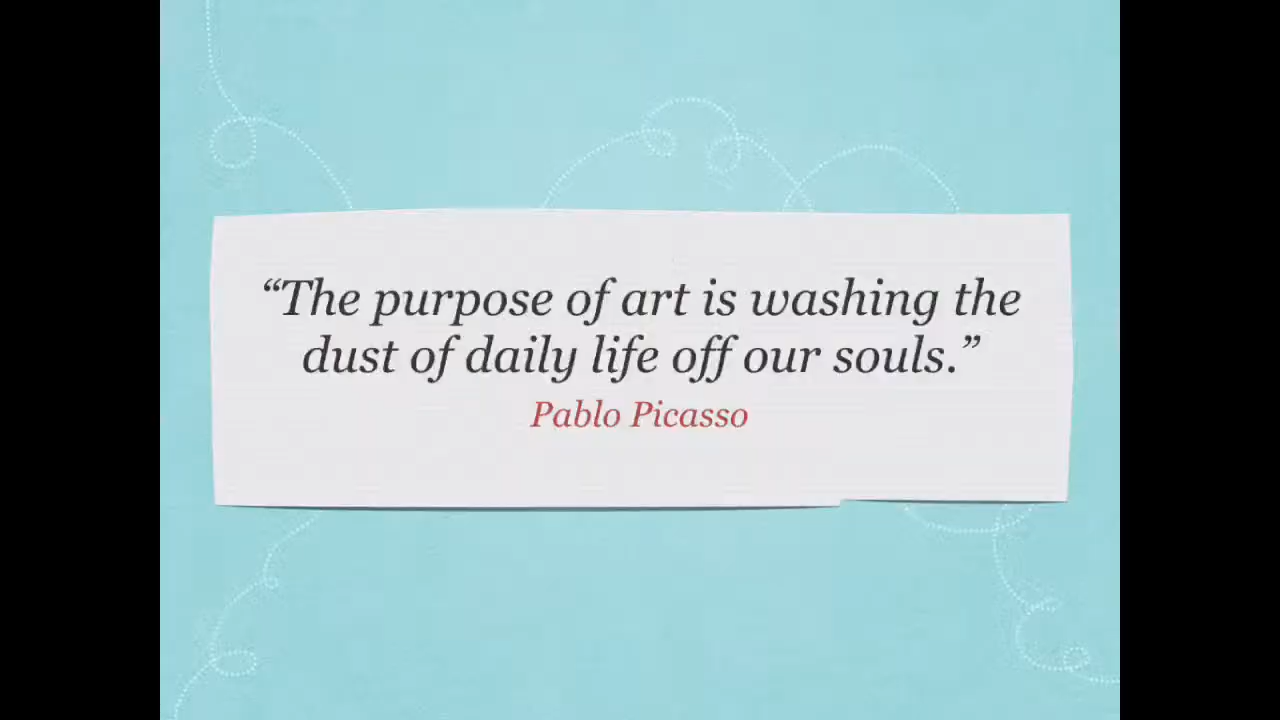 “The purpose of art is washing the
dust of daily life off our souls.”
Pablo Picasso